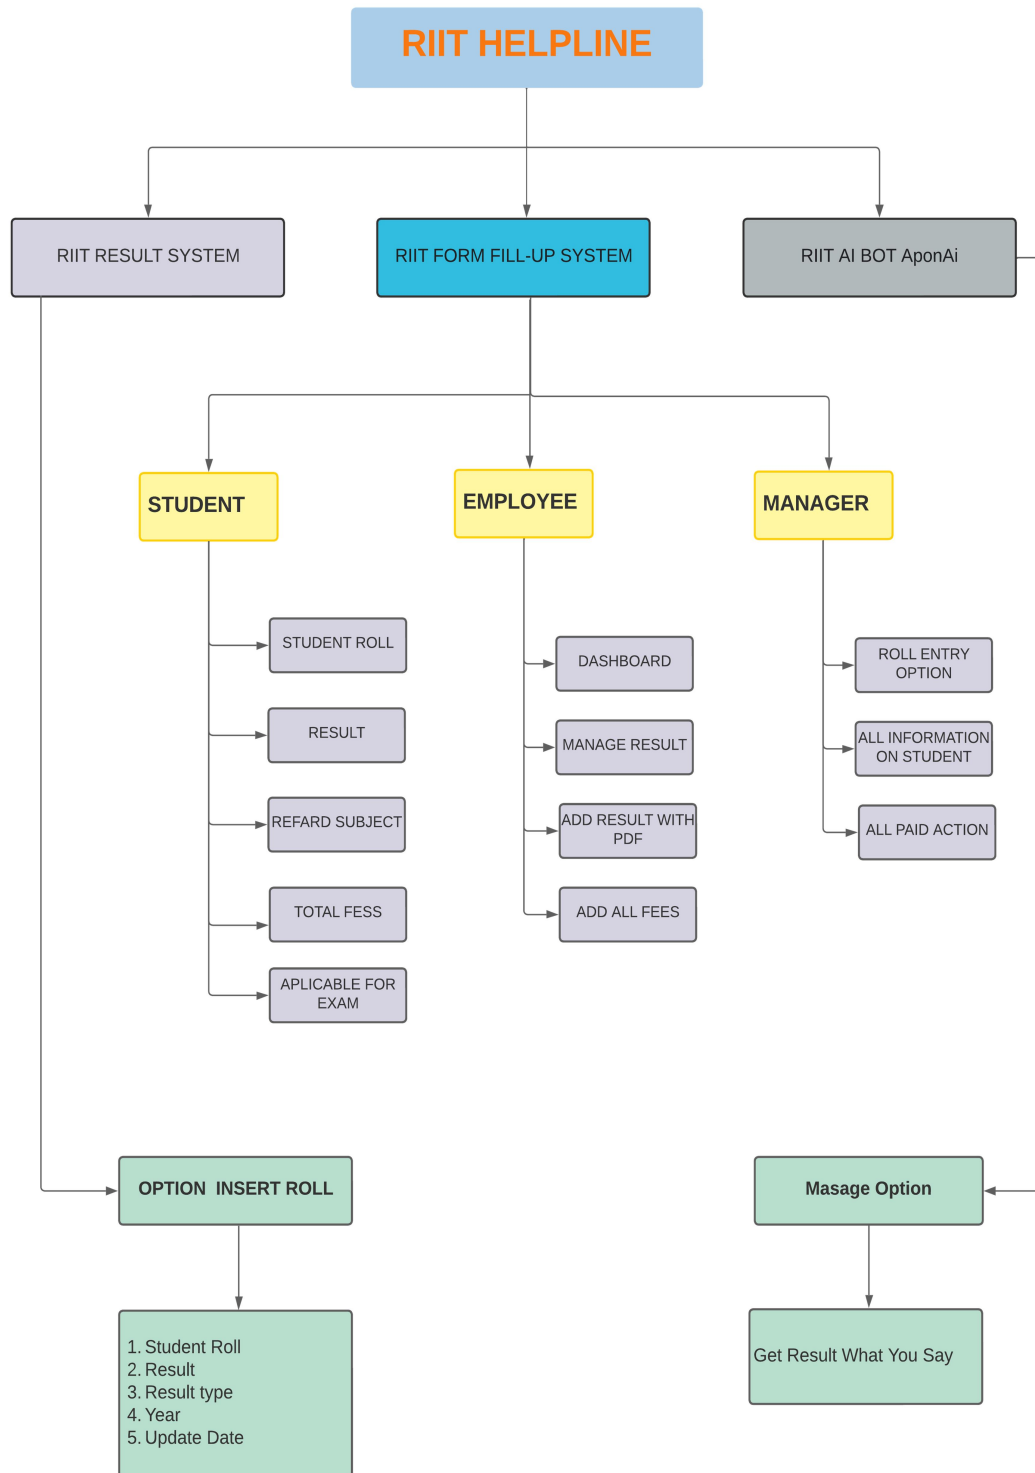 RIIT HELPLINE
RIIT RESULT SYSTEM
RIIT FORM FILL-UP SYSTEM
RIIT AI BOT AponAi
STUDENT
EMPLOYEE
MANAGER
STUDENT ROLL
RESULT
REFARD SUBJECT
TOTAL FESS
APLICABLE FOR
EXAM
DASHBOARD
MANAGE RESULT
ADD RESULT WITH
PDF
ADD ALL FEES
ROLL ENTRY
OPTION
ALL INFORMATION
ON STUDENT
ALL PAID ACTION
OPTION  INSERT ROLL
1. Student Roll
2. Result
3. Result type
4. Year
5. Update Date
Masage Option
Get Result What You Say